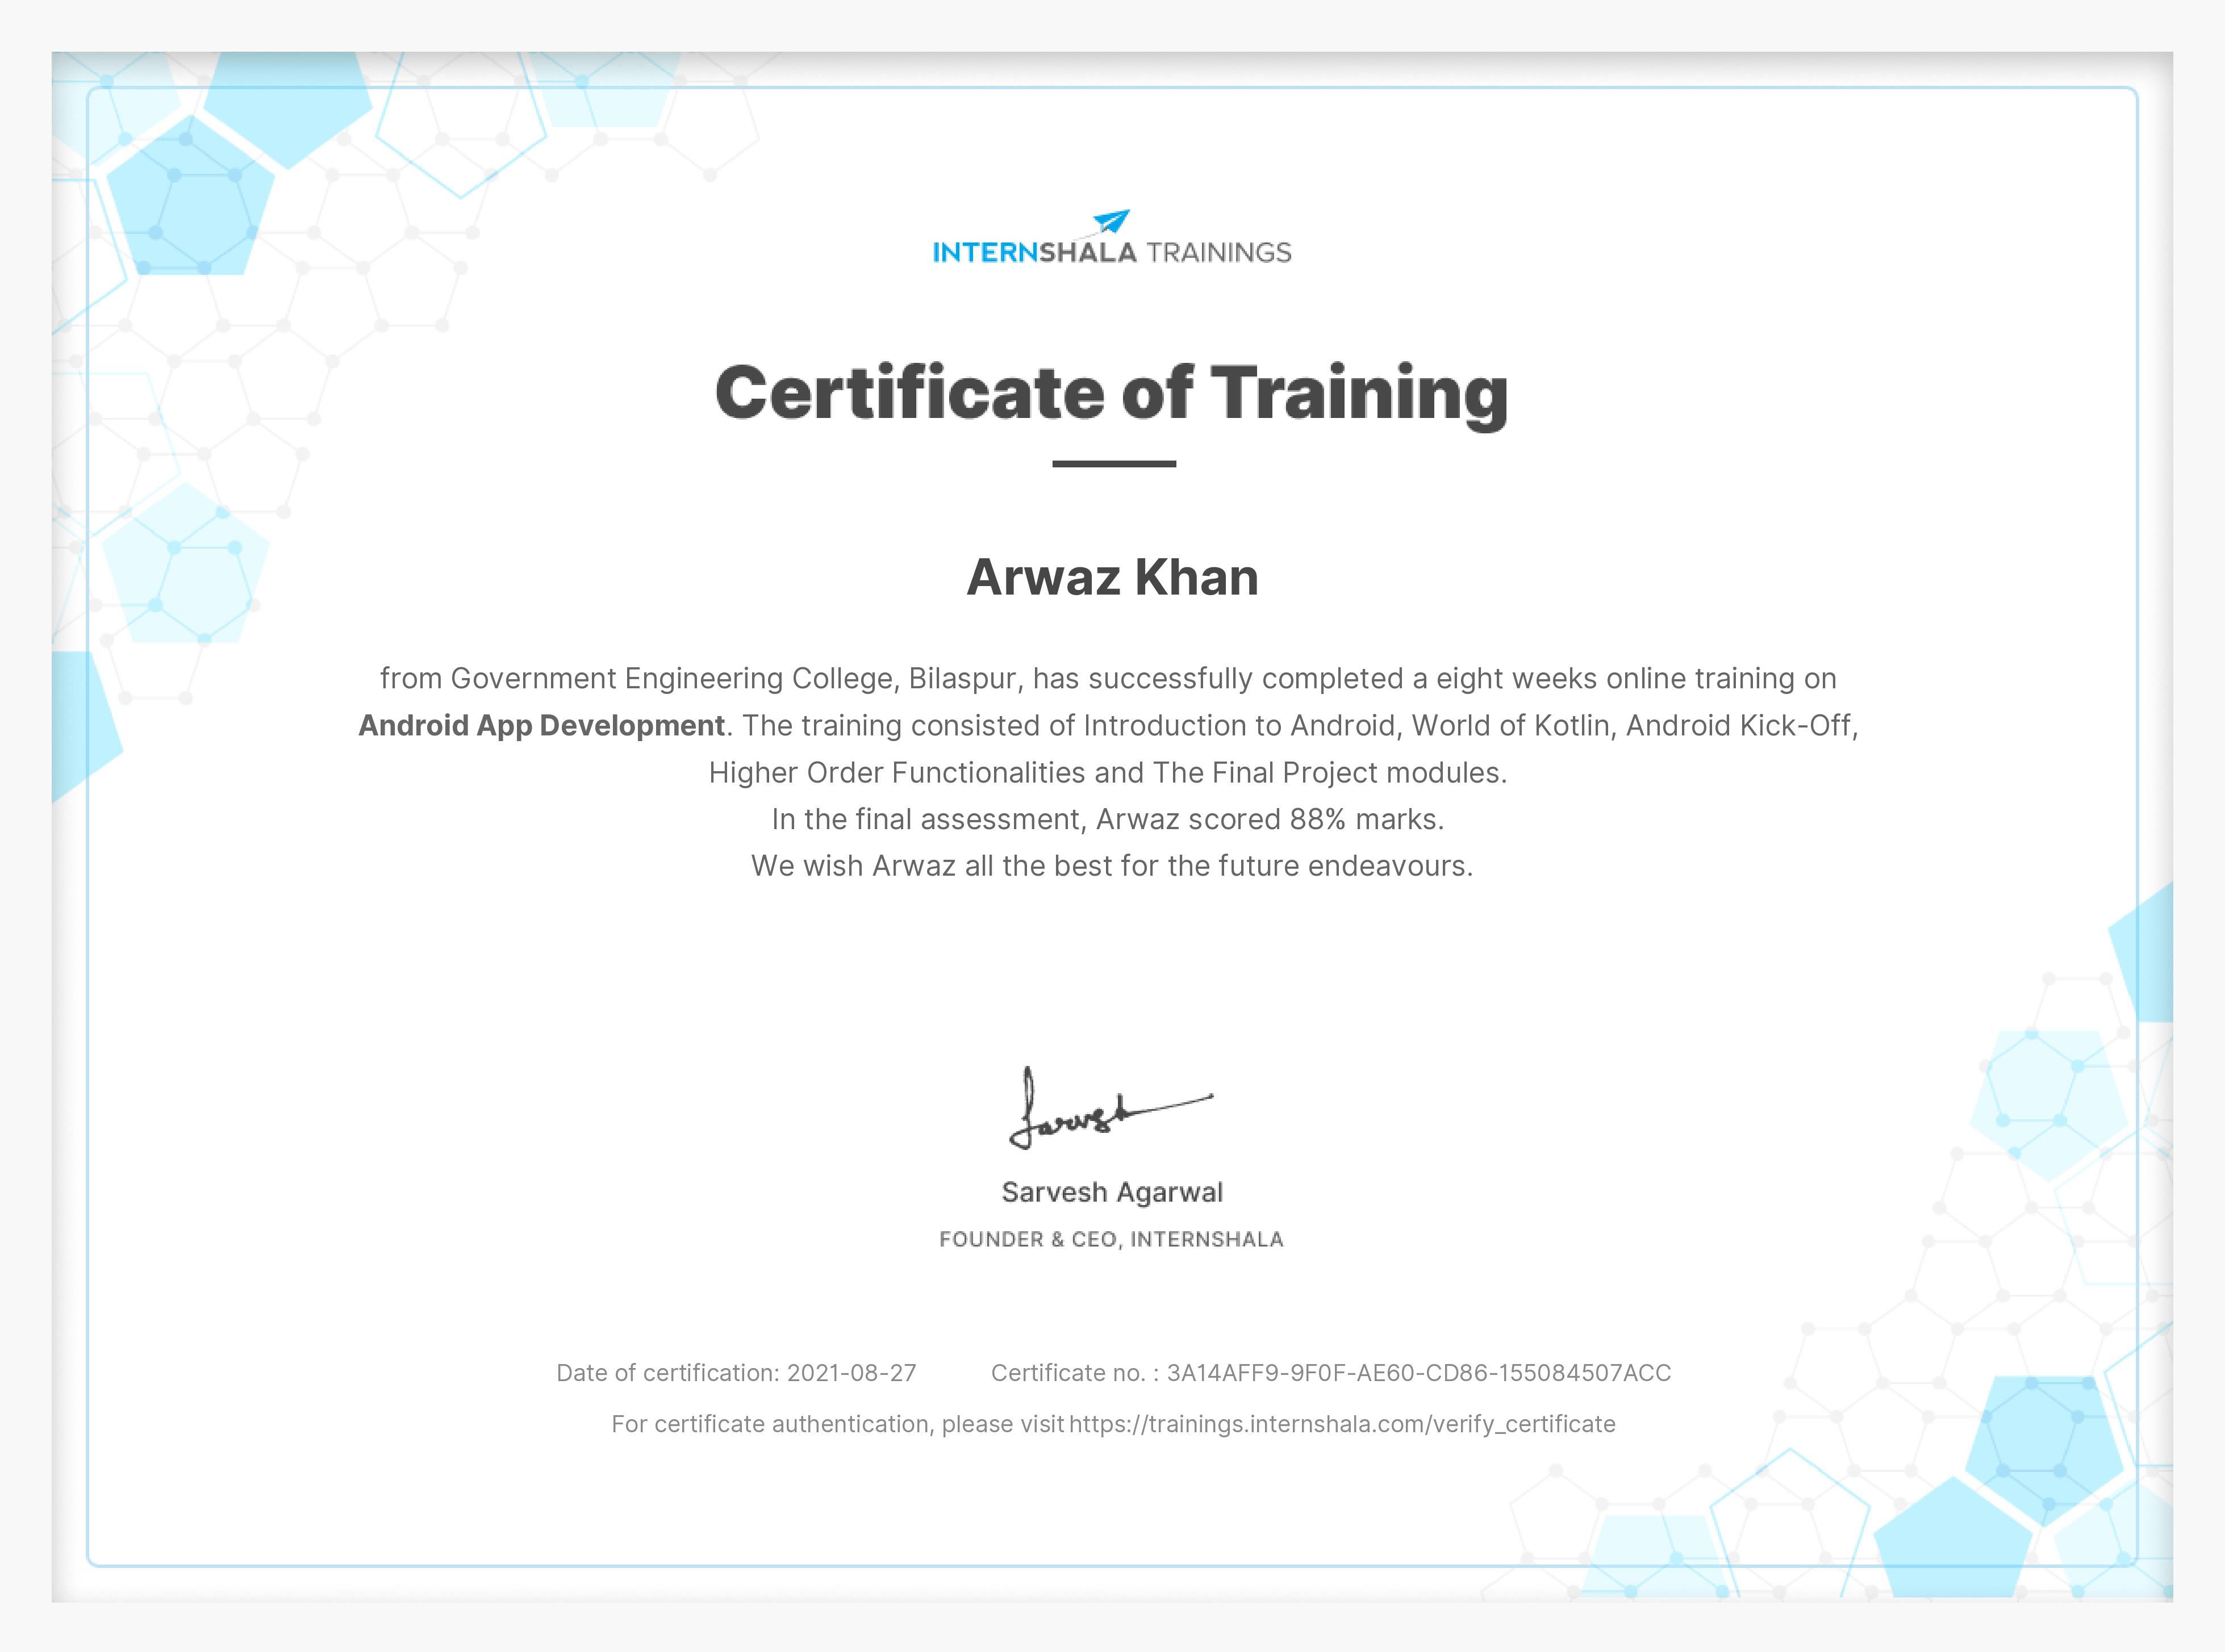 INTERNSHALA TRAININGS
Certificate of Training
Arwaz Khan
from Government Engineering College, Bilaspur, has successfully completed a eight weeks online training on
Android App Development. The training consisted of Introduction to Android, World of Kotlin, Android Kick-Off,
Higher Order Functionalities and The Final Project modules.
In the final assessment, Arwaz scored 88% marks.
We wish Arwaz all the best for the future endeavours.
Sarvesh
Sarvesh Agarwal
FOUNDER & CEO, INTERNSHALA
Date of certification: 2021-08-27 Certificate no. : 3A14AFF9-9F0F-AE60-CD86-155084507ACC
For certificate authentication, please visit https://trainings.internshala.com/verify_certificate